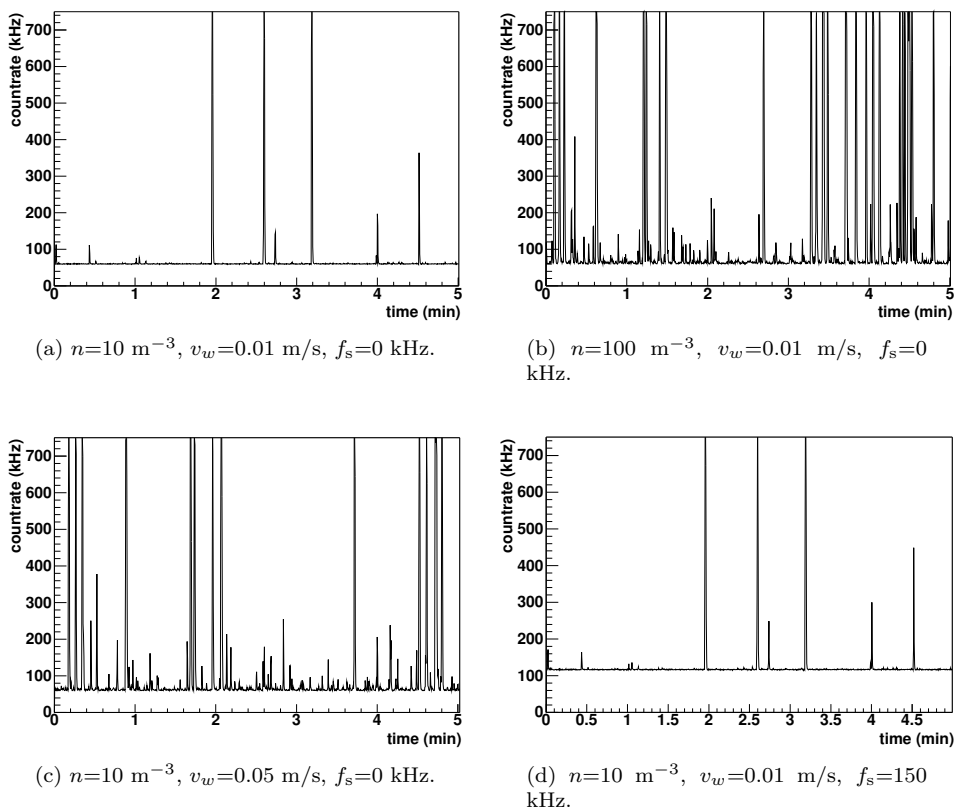 countrate (kHz)
700
600
500
400
300
200
100
0
0 1 2 3 4 5
time (min)
(a) n=10 m⁻³, v_w=0.01 m/s, f_s=0 kHz.
countrate (kHz)
700
600
500
400
300
200
100
0
0 1 2 3 4 5
time (min)
(b) n=100 m⁻³, v_w=0.01 m/s, f_s=0
kHz.
countrate (kHz)
700
600
500
400
300
200
100
0
0 1 2 3 4 5
time (min)
(c) n=10 m⁻³, v_w=0.05 m/s, f_s=0 kHz.
countrate (kHz)
700
600
500
400
300
200
100
0
0 0.5 1 1.5 2 2.5 3 3.5 4 4.5
time (min)
(d) n=10 m⁻³, v_w=0.01 m/s, f_s=150
kHz.